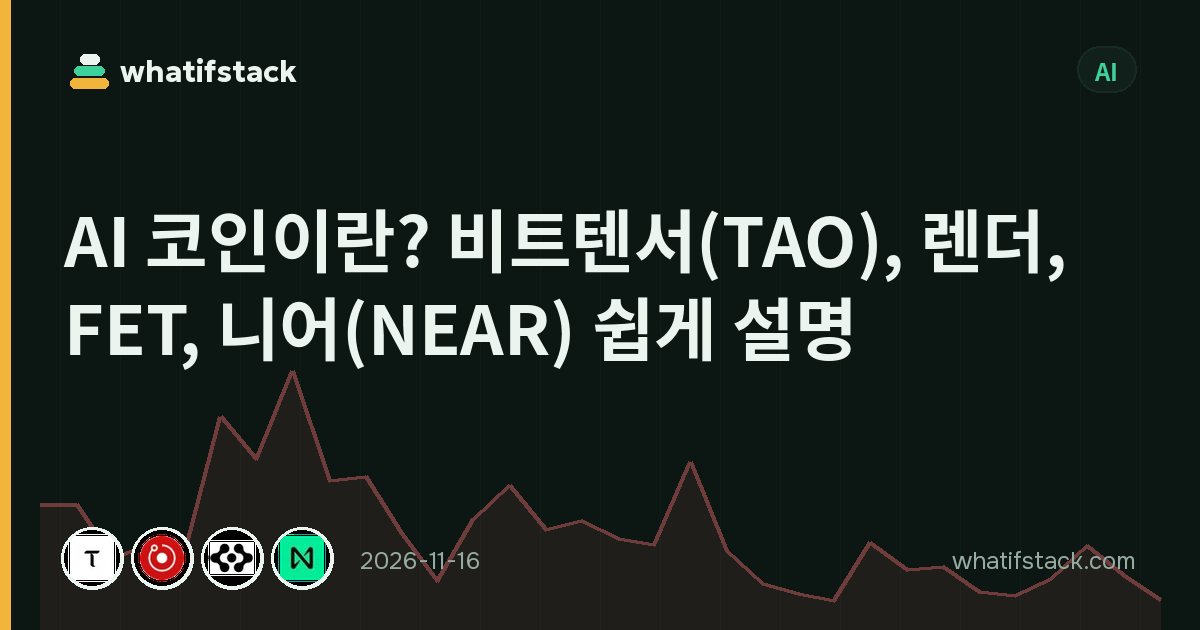 whatifstack
AI
AI 코인이란? 비트텐서(TAO), 렌더,
FET, 니어(NEAR) 쉽게 설명
τ
2026-11-16
whatifstack.com